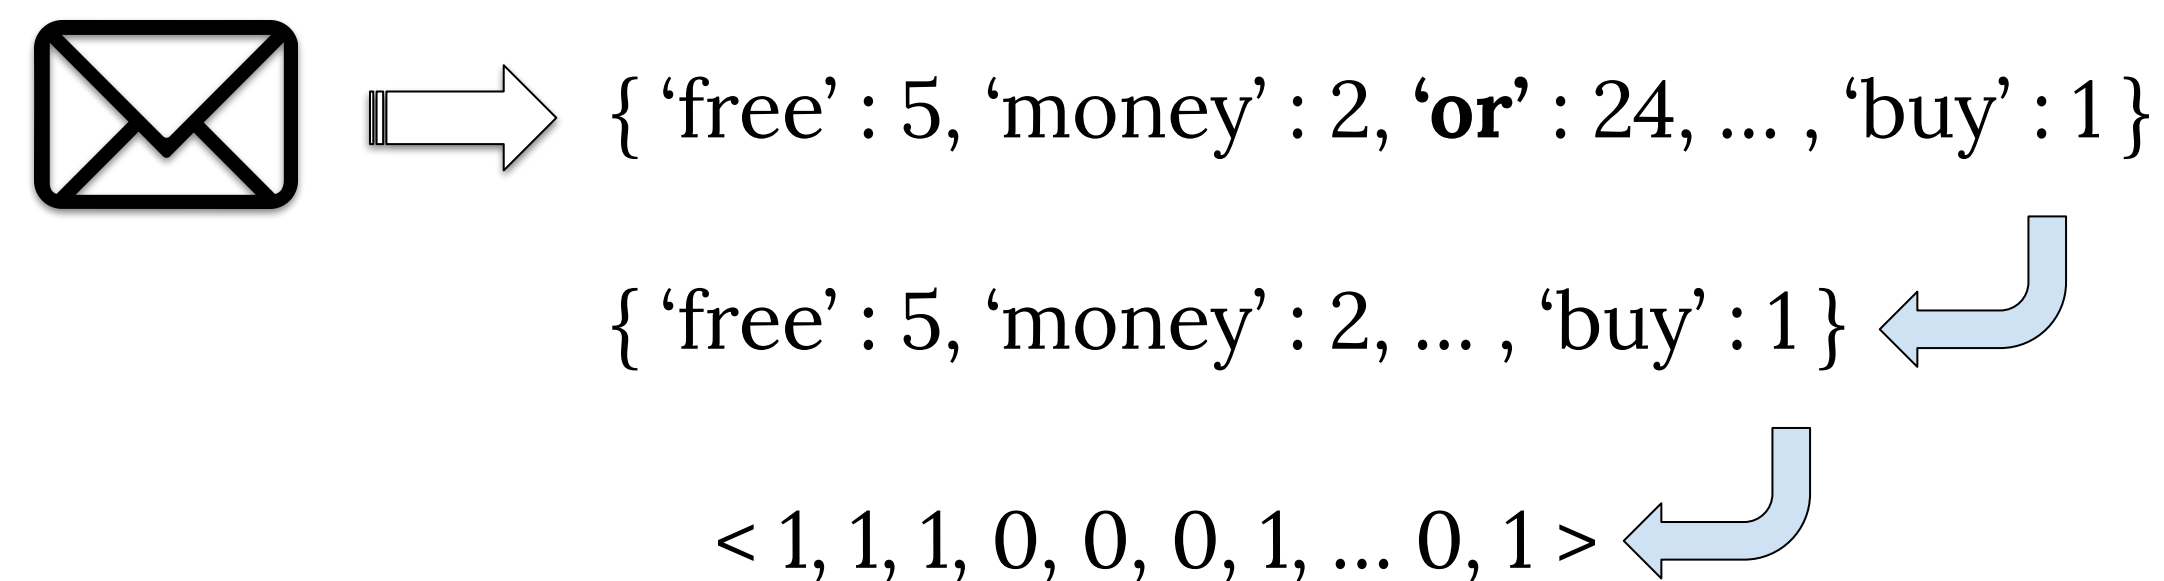 { ‘free’ : 5, ‘money’ : 2, ‘or’ : 24, … , ‘buy’ : 1 }
{ ‘free’ : 5, ‘money’ : 2, … , ‘buy’ : 1 }
< 1, 1, 1, 0, 0, 0, 1, … 0, 1 >